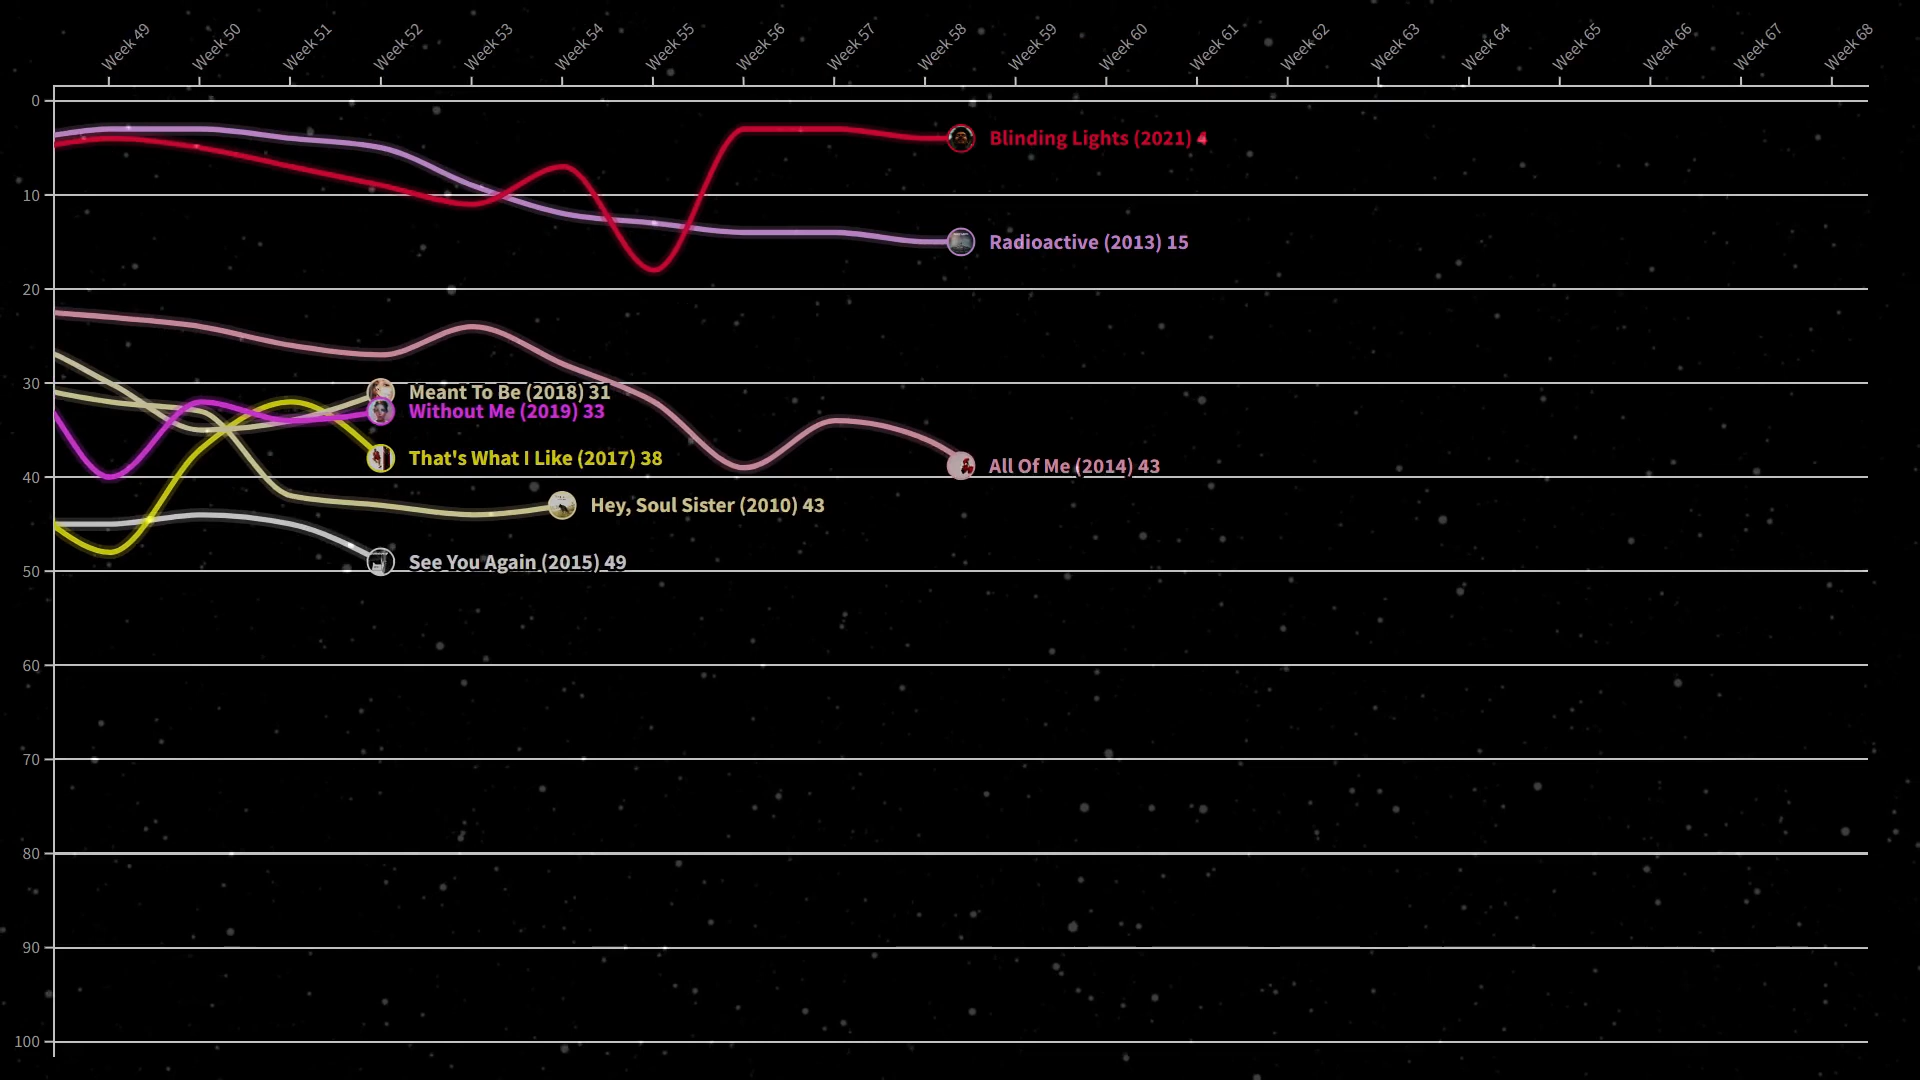 Week 49
Week 50
Week 51
Week 52
Week 53
Week 54
Week 55
Week 56
Week 57
Week 58
Week 59
Week 60
Week 61
Week 62
Week 63
Week 64
Week 65
Week 66
Week 67
Week 68
0
10
20
30
40
50
60
70
80
90
100
Blinding Lights (2021) 4
Radioactive (2013) 15
Meant To Be (2018) 31
Without Me (2019) 33
That's What I Like (2017) 38
All Of Me (2014) 43
Hey, Soul Sister (2010) 43
See You Again (2015) 49